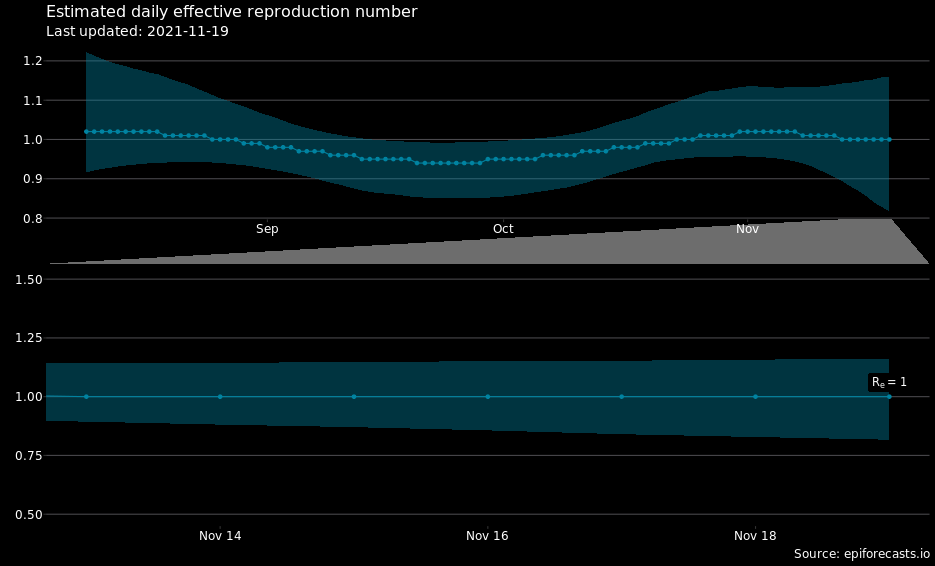 Estimated daily effective reproduction number
Last updated: 2021-11-19
1.2
1.1
1.0
0.9
0.8
Sep Oct Nov
1.50
1.25
1.00
0.75
0.50
Re = 1
Nov 14 Nov 16 Nov 18
Source: epiforecasts.io